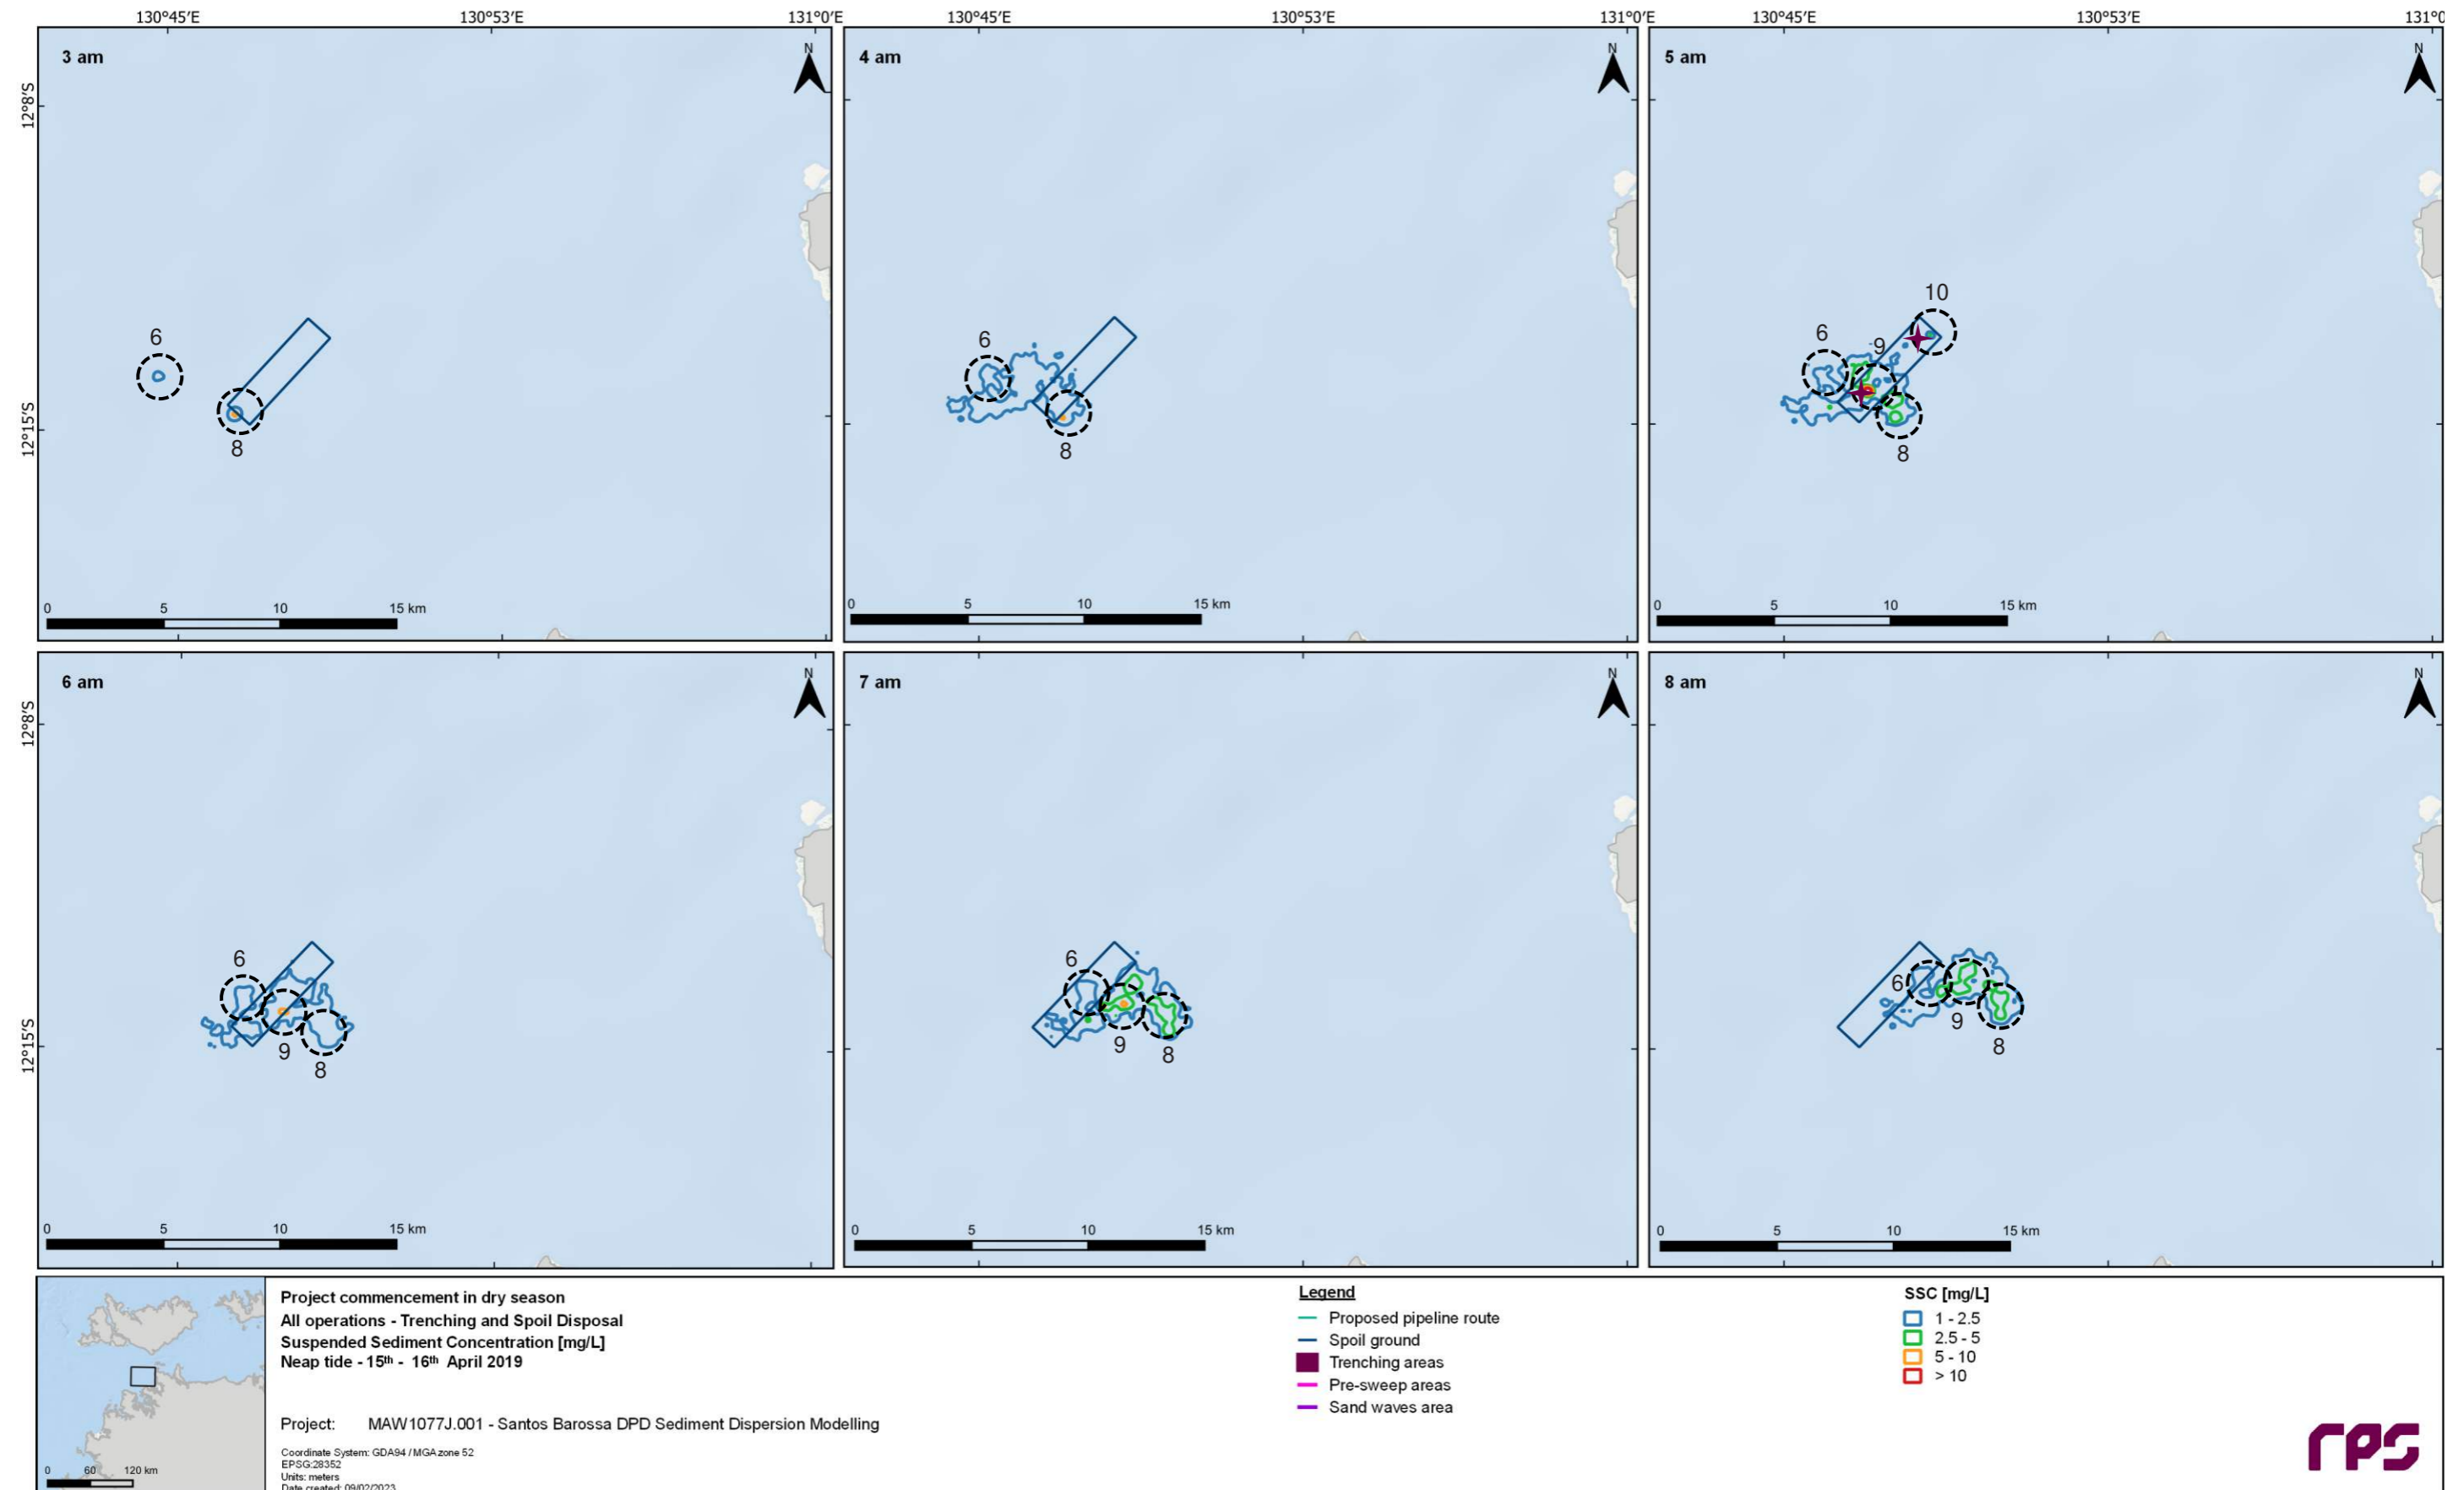 130°45′E 130°53′E 131°0′E 130°45′E 130°53′E 131°0′E 130°45′E 130°53′E 131°0
3 am N 4 am N 5 am N
12°8′S
10
6 6 6 9
8 8 8
12°15′S
0 5 10 15 km 0 5 10 15 km 0 5 10 15 km
6 am N 7 am N 8 am N
12°8′S
6 6 6
9 9 9
8 8 8
12°15′S
0 5 10 15 km 0 5 10 15 km 0 5 10 15 km
Project commencement in dry season
All operations - Trenching and Spoil Disposal
Suspended Sediment Concentration [mg/L]
Neap tide - 15th - 16th April 2019
Project: MAW1077J.001 - Santos Barossa DPD Sediment Dispersion Modelling
Coordinate System: GDA94 / MGA zone 52
EPSG:28352
Units: meters
Date created: 09/02/2023
0 60 120 km
Legend
Proposed pipeline route
Spoil ground
Trenching areas
Pre-sweep areas
Sand waves area
SSC [mg/L]
1 - 2.5
2.5 - 5
5 - 10
> 10
rps